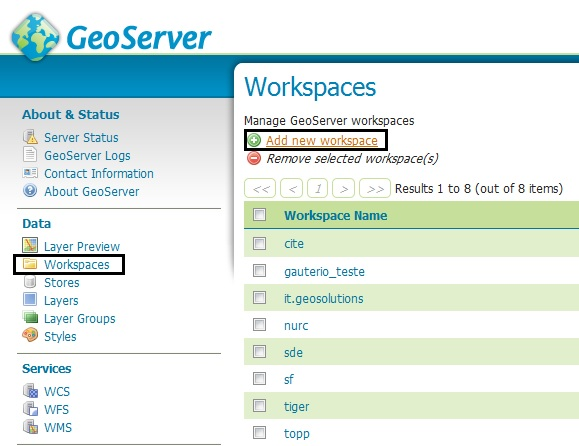 GeoServer
About & Status
Server Status
GeoServer Logs
Contact Information
About GeoServer
Data
Layer Preview
Workspaces
Stores
Layers
Layer Groups
Styles
Services
WCS
WFS
WMS
Workspaces
Manage GeoServer workspaces
Add new workspace
Remove selected workspace(s)
<< < 1 > >> Results 1 to 8 (out of 8 items)
Workspace Name
cite
gauterio_teste
it.geosolutions
nurc
sde
sf
tiger
topp